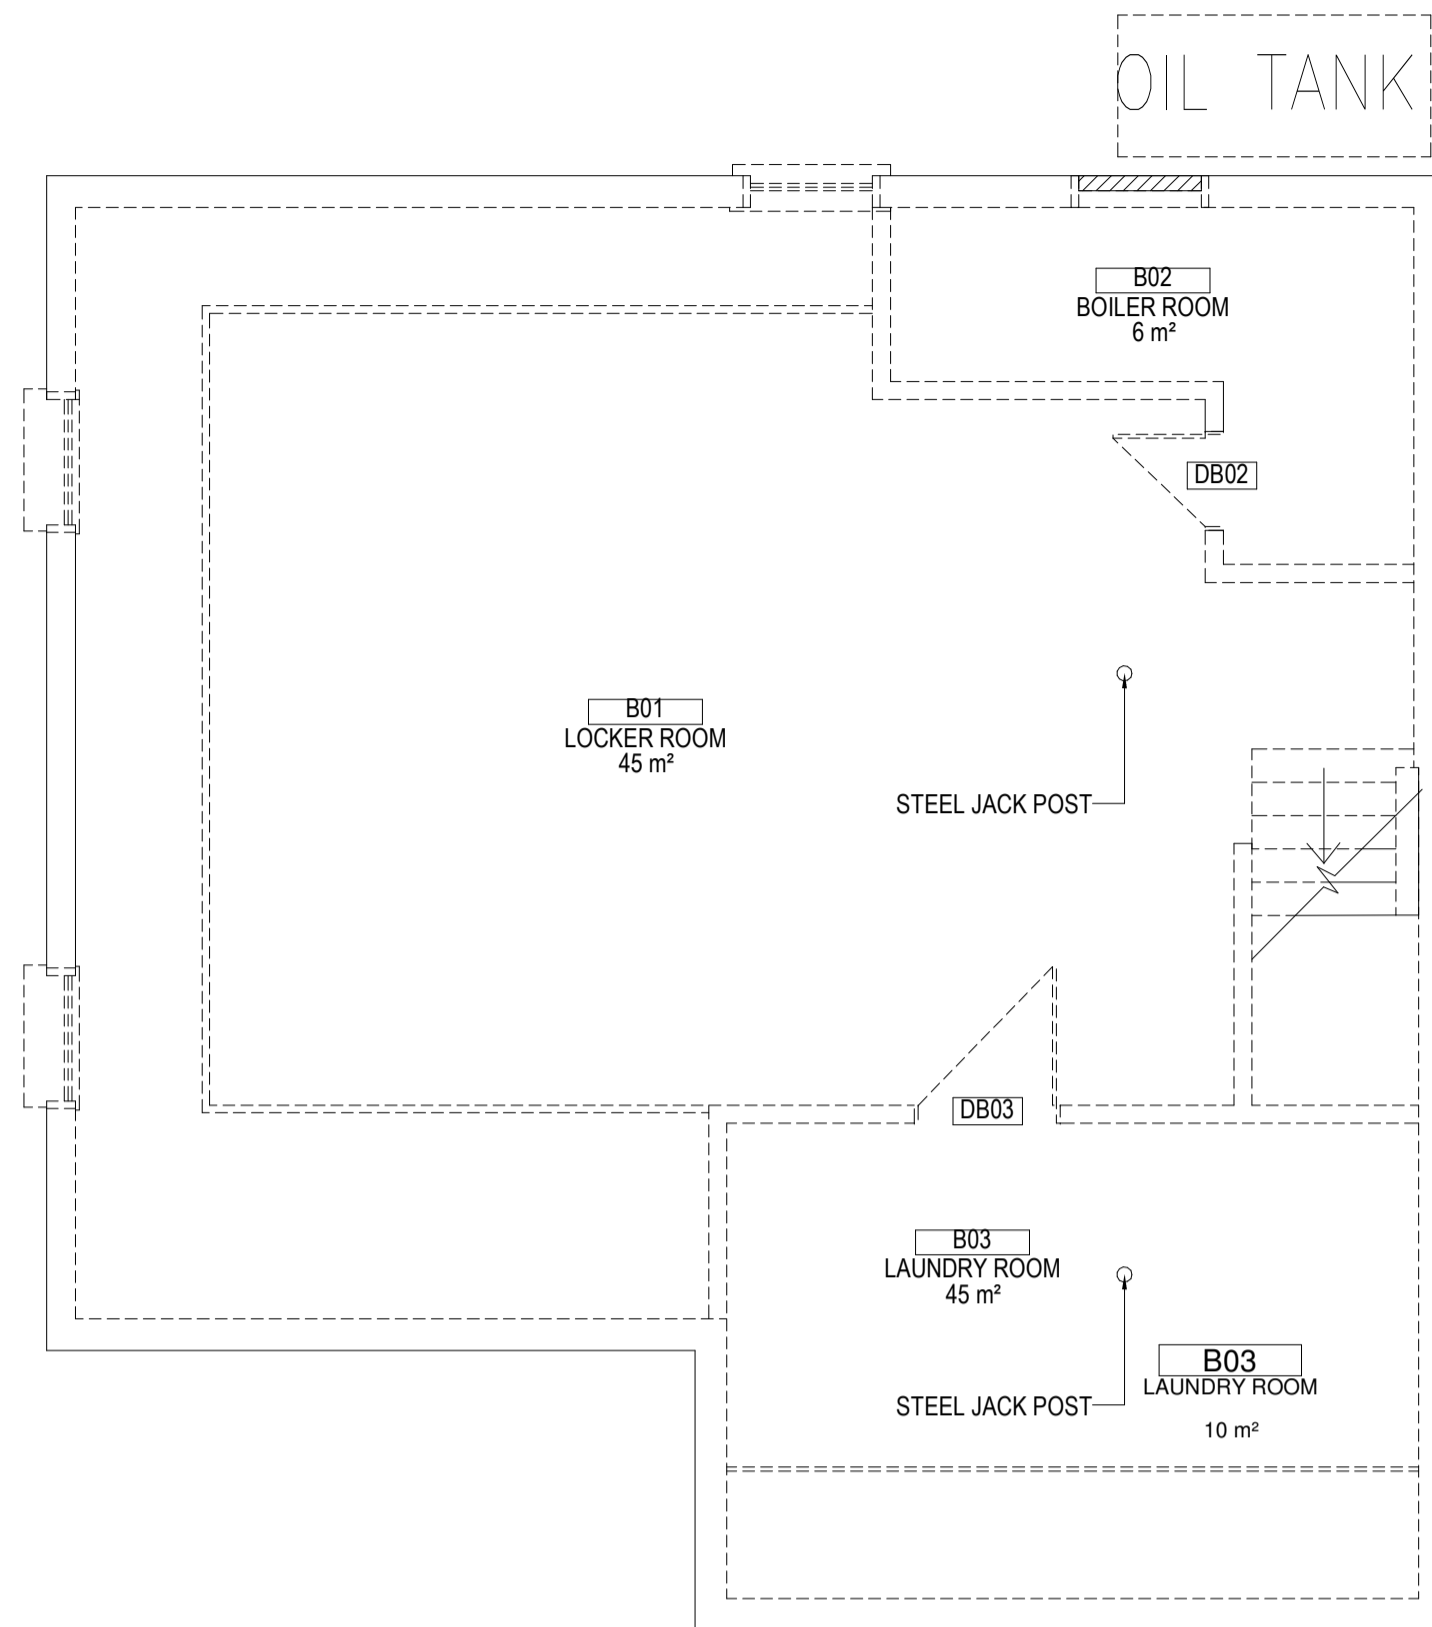 OIL TANK
B02
BOILER ROOM
6 m²
DB02
B01
LOCKER ROOM
45 m²
STEEL JACK POST
DB03
B03
LAUNDRY ROOM
45 m²
B03
LAUNDRY ROOM
STEEL JACK POST
10 m²